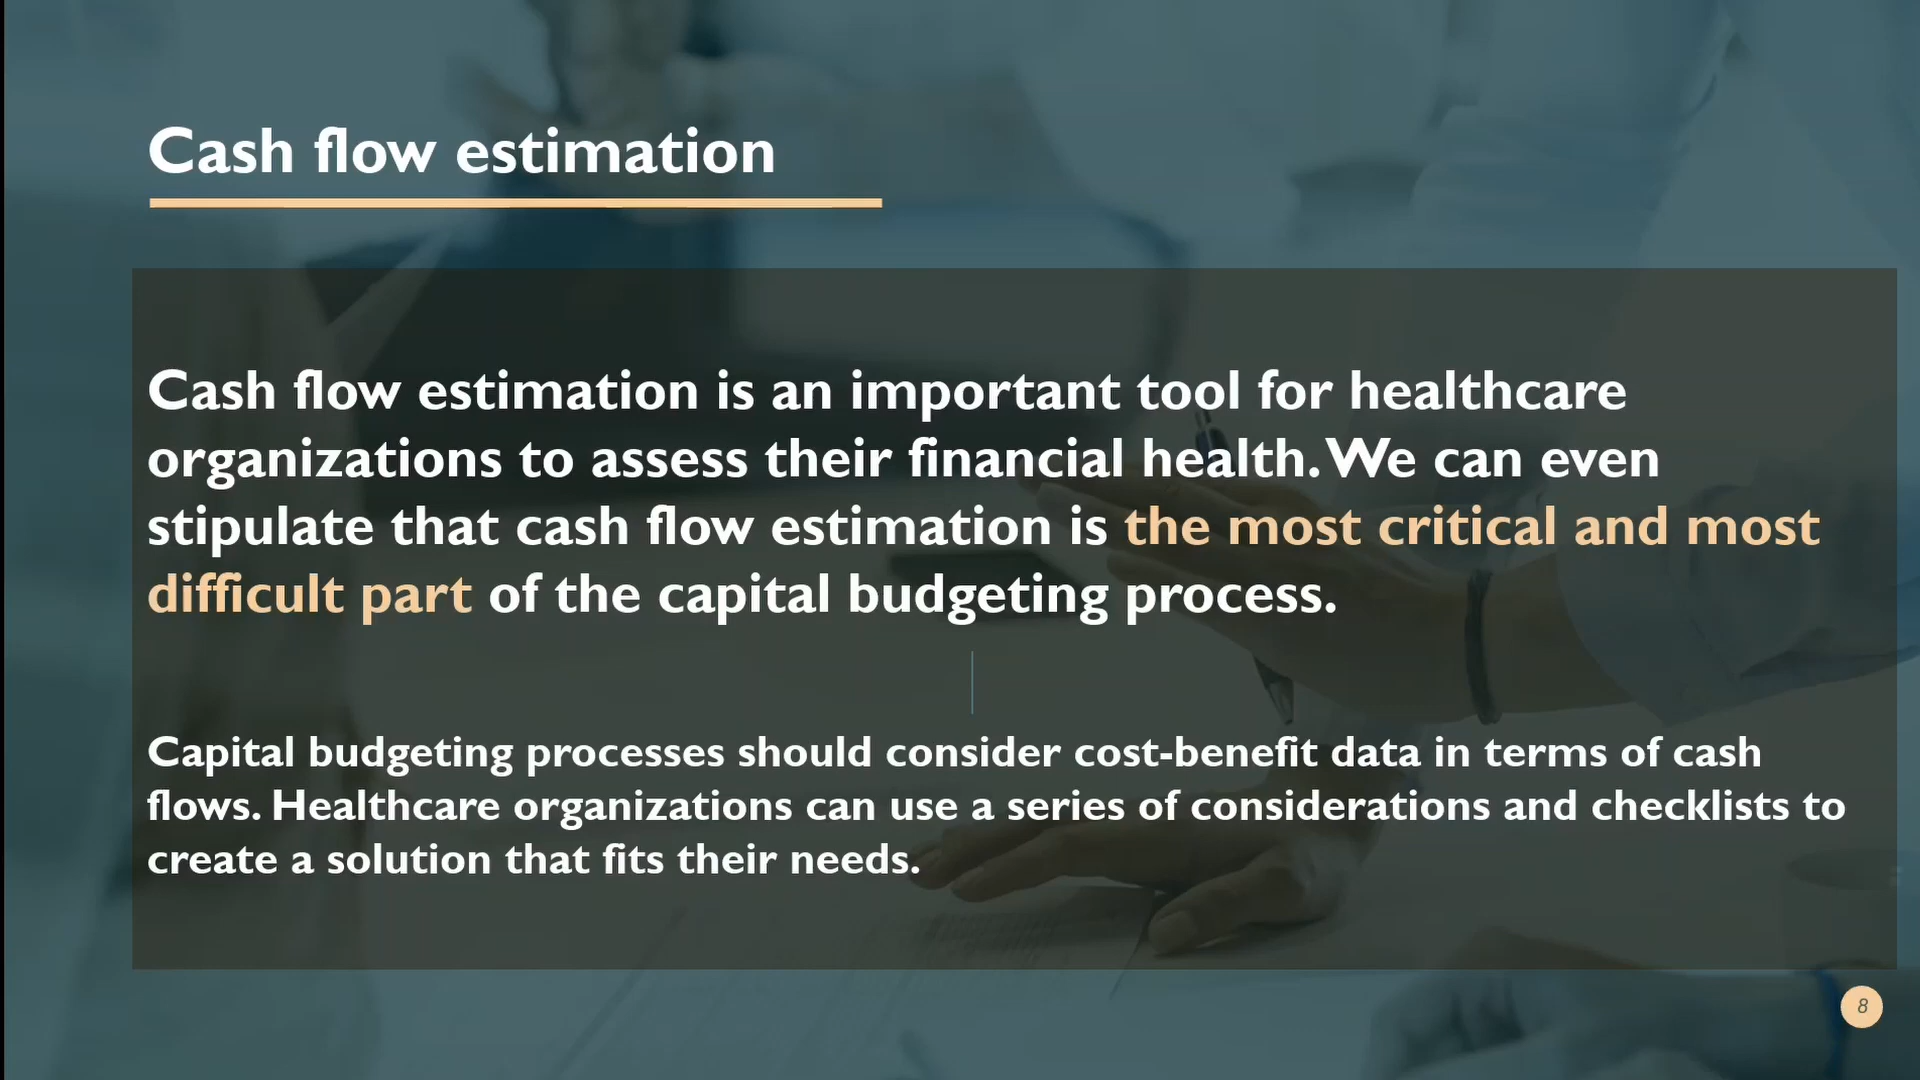 Cash flow estimation
Cash flow estimation is an important tool for healthcare
organizations to assess their financial health. We can even
stipulate that cash flow estimation is the most critical and most
difficult part of the capital budgeting process.
Capital budgeting processes should consider cost-benefit data in terms of cash
flows. Healthcare organizations can use a series of considerations and checklists to
create a solution that fits their needs.
8